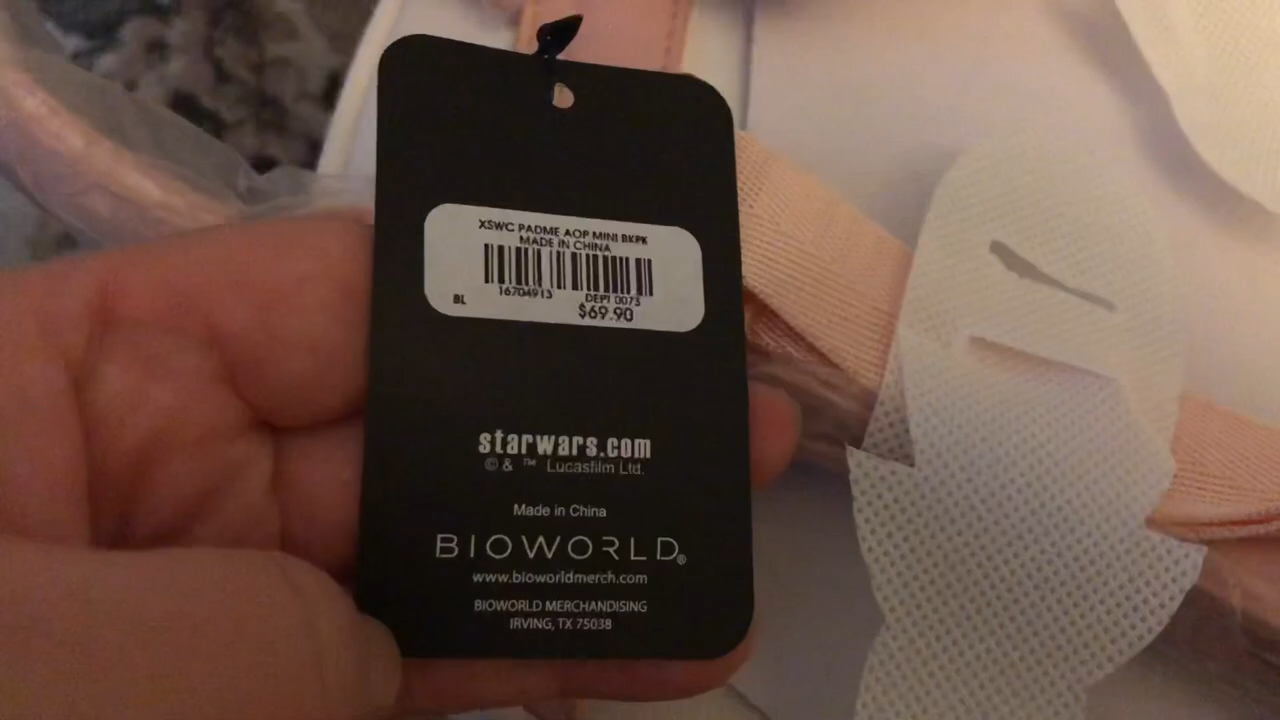 XSWC PADME AOP MINI BKPK
MADE IN CHINA
16704913
BL DEPT 0073
$69.90
starwars.com
© & ™ Lucasfilm Ltd.
Made in China
BIOWORLD®
www.bioworldmerch.com
BIOWORLD MERCHANDISING
IRVING, TX 75038